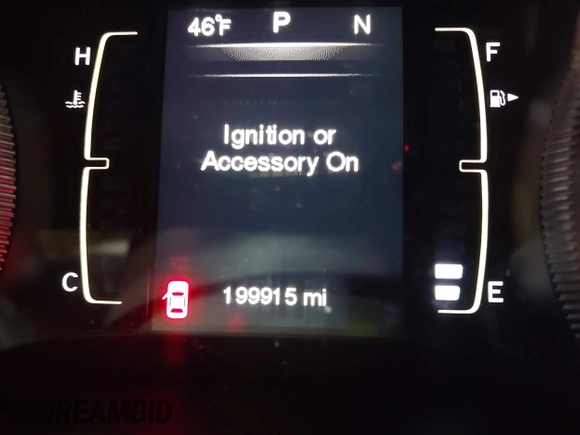 46°F P N
H F
Ignition or
Accessory On
C E
199915 mi
DREAMBID